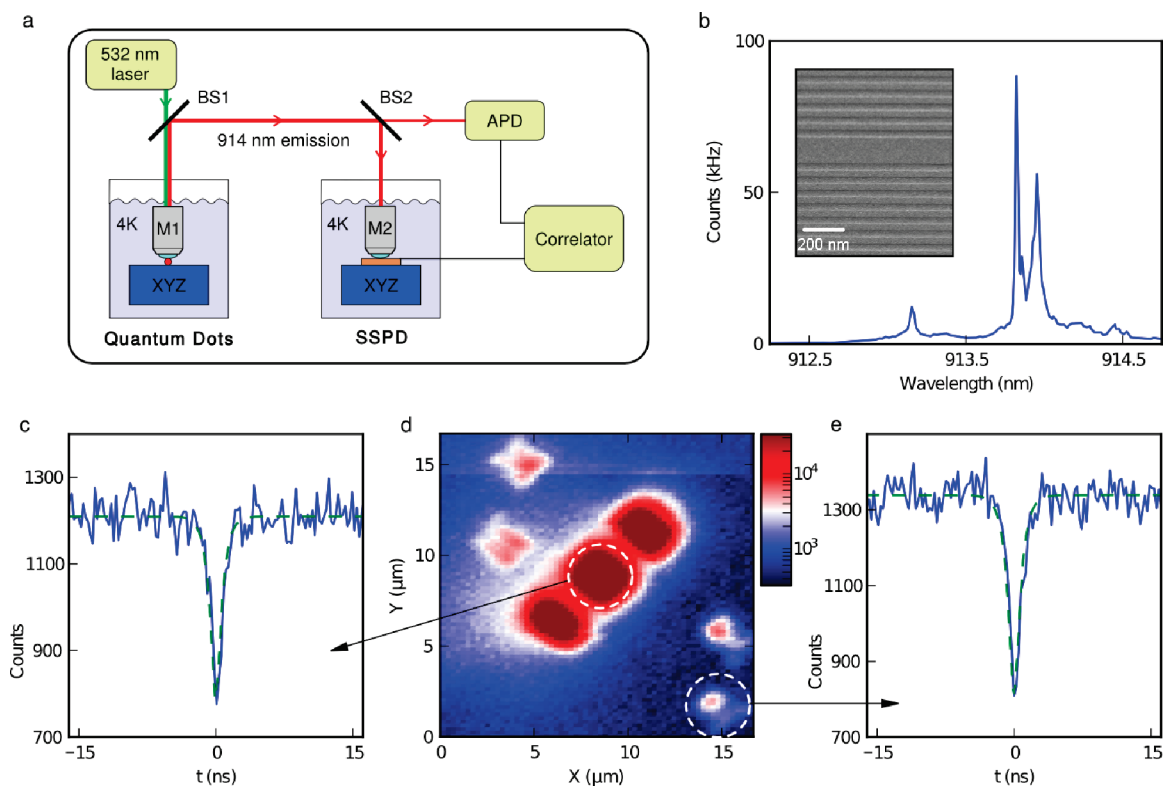 a
532 nm
laser
BS1
BS2
914 nm emission
APD
4K
M1
XYZ
4K
M2
XYZ
Correlator
Quantum Dots
SSPD
b
100
50
0
Counts (kHz)
200 nm
912.5
913.5
914.5
Wavelength (nm)
c
1300
1100
900
700
Counts
−15
0
15
t (ns)
d
15
10
5
0
Y (μm)
0
5
10
15
X (μm)
10⁴
10³
e
1300
1100
900
700
Counts
−15
0
15
t (ns)